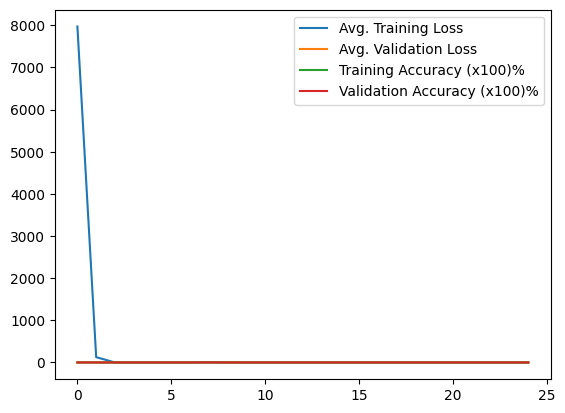 Avg. Training Loss
Avg. Validation Loss
Training Accuracy (x100)%
Validation Accuracy (x100)%
8000
7000
6000
5000
4000
3000
2000
1000
0
0 5 10 15 20 25